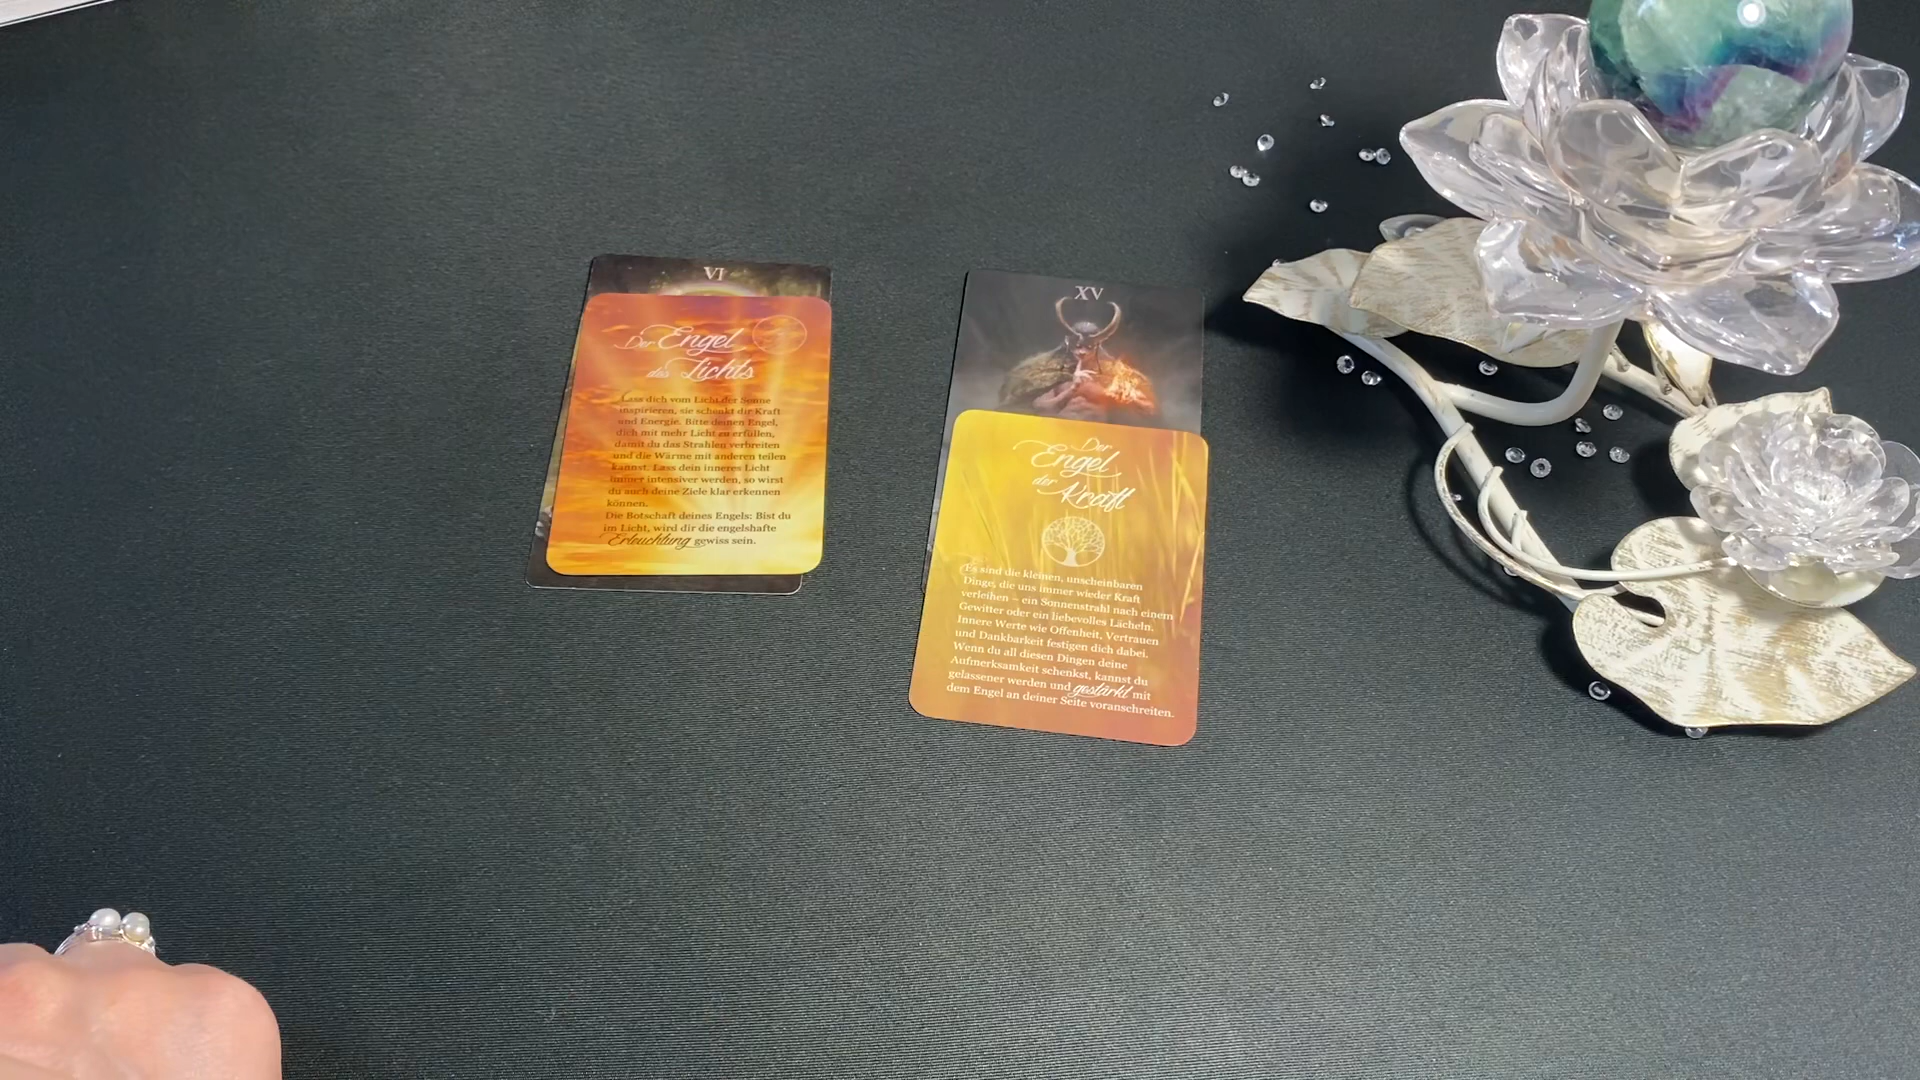 VI
Der Engel
des Lichts
Lass dich vom Licht der Sonne
inspirieren, sie schenkt dir Kraft
und Energie. Bitte deinen Engel,
dich mit mehr Licht zu erfüllen,
damit du das Strahlen verbreiten
und die Wärme mit anderen teilen
kannst. Lass dein inneres Licht
immer intensiver werden, so wirst
du auch deine Ziele klar erkennen
können.
Die Botschaft deines Engels: Bist du
im Licht, wird dir die engelshafte
Erleuchtung gewiss sein.
XV
Der
Engel
der Kraft
Es sind die kleinen, unscheinbaren
Dinge, die uns immer wieder Kraft
verleihen – ein Sonnenstrahl nach einem
Gewitter oder ein liebevolles Lächeln.
Innere Werte wie Offenheit, Vertrauen
und Dankbarkeit festigen dich dabei.
Wenn du all diesen Dingen deine
Aufmerksamkeit schenkst, kannst du
gelassener werden und gestärkt mit
dem Engel an deiner Seite voranschreiten.